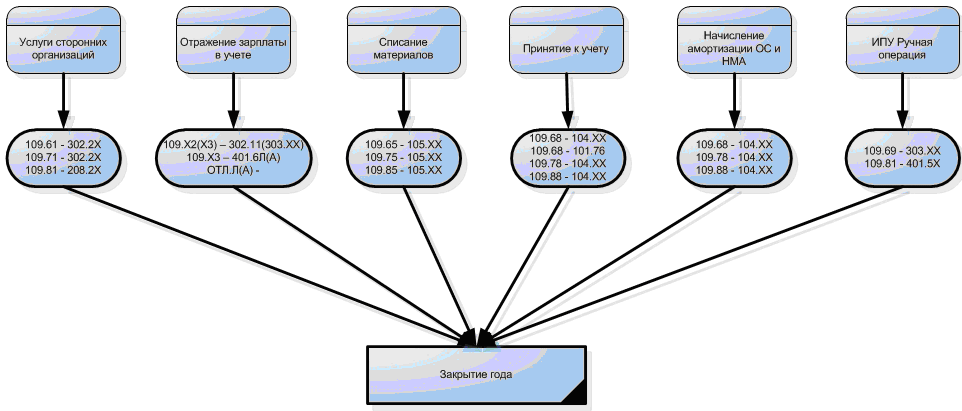 Услуги сторонних
организаций
Отражение зарплаты
в учете
Списание
материалов
Принятие к учету
Начисление
амортизации ОС и
НМА
ИПУ Ручная
операция
109.61 - 302.2X
109.71 - 302.2X
109.81 - 208.2X
109.X2(X3) – 302.11(303.XX)
109.X3 – 401.6Л(А)
ОТЛ.Л(А) -
109.65 - 105.XX
109.75 - 105.XX
109.85 - 105.XX
109.68 - 104.XX
109.68 - 101.76
109.78 - 104.XX
109.88 - 104.XX
109.68 - 104.XX
109.78 - 104.XX
109.88 - 104.XX
109.69 - 303.XX
109.81 - 401.5X
Закрытие года